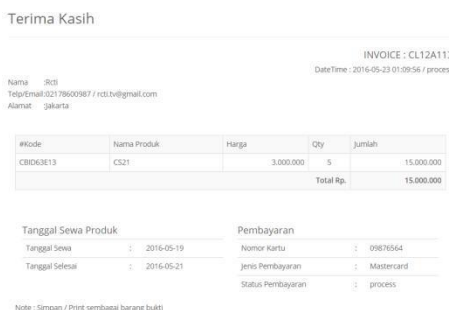 Terima Kasih
INVOICE : CL12A113
DateTime : 2016-05-23 01:09:56 / process
Nama :Rcti
Telp/Email:02178600987 / rcti.tv@gmail.com
Alamat :Jakarta
#Kode Nama Produk Harga Qty Jumlah
CBID63E13 CS21 3.000.000 5 15.000.000
Total Rp. 15.000.000
Tanggal Sewa Produk Pembayaran
Tanggal Sewa : 2016-05-19 Nomor Kartu : 09876564
Tanggal Selesai : 2016-05-21 Jenis Pembayaran : Mastercard
Status Pembayaran : process
Note : Simpan / Print sembagai barang bukti